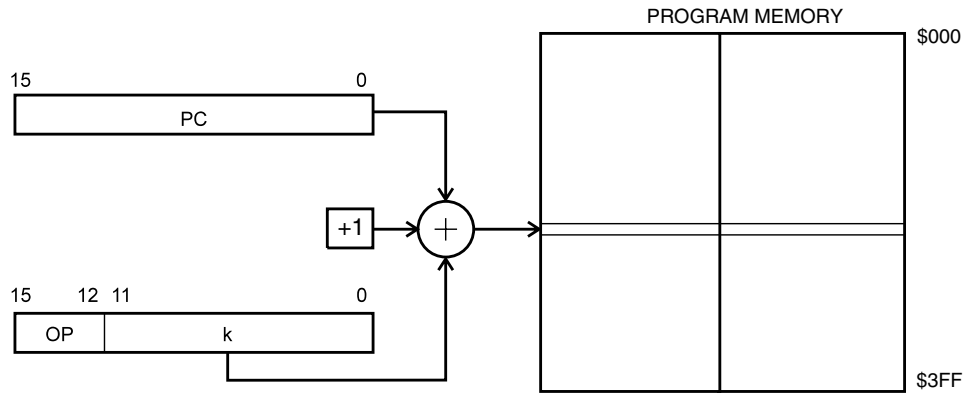 PROGRAM MEMORY
$000
15 0
PC
+1
+
15 12 11 0
OP k
$3FF